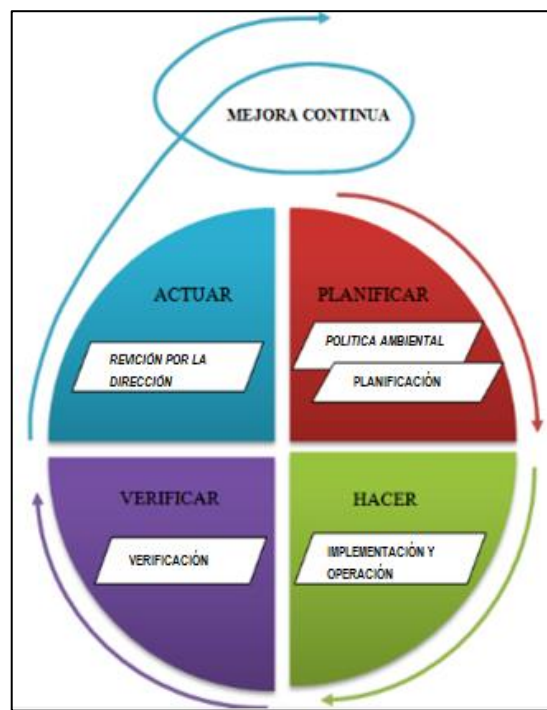 MEJORA CONTINUA
ACTUAR
REVICIÓN POR LA
DIRECCIÓN
PLANIFICAR
POLITICA AMBIENTAL
PLANIFICACIÓN
VERIFICAR
VERIFICACIÓN
HACER
IMPLEMENTACIÓN Y
OPERACIÓN